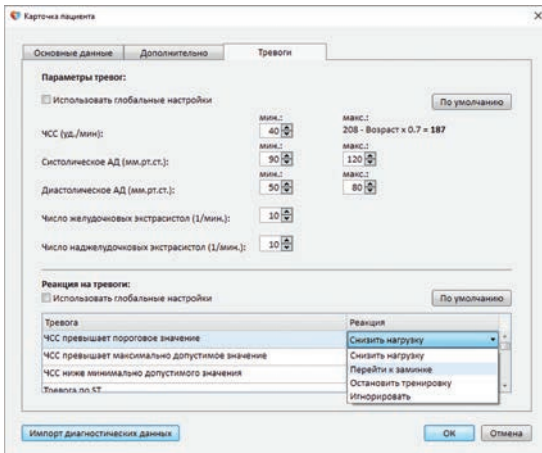 Карточка пациента
Основные данные Дополнительно Тревоги
Параметры тревог:
Использовать глобальные настройки По умолчанию
мин.: макс.:
ЧСС (уд./мин): 40 208 - Возраст x 0.7 = 187
мин.: макс.:
Систолическое АД (мм.рт.ст.): 90 120
мин.: макс.:
Диастолическое АД (мм.рт.ст.): 50 80
Число желудочковых экстрасистол (1/мин.): 10
Число наджелудочковых экстрасистол (1/мин.): 10
Реакция на тревоги:
Использовать глобальные настройки По умолчанию
Тревога Реакция
ЧСС превышает пороговое значение Снизить нагрузку
ЧСС превышает максимально допустимое значение Снизить нагрузку
Перейти к заминке
ЧСС ниже минимально допустимого значения Остановить тренировку
Тревога по ST Игнорировать
Импорт диагностических данных OK Отмена